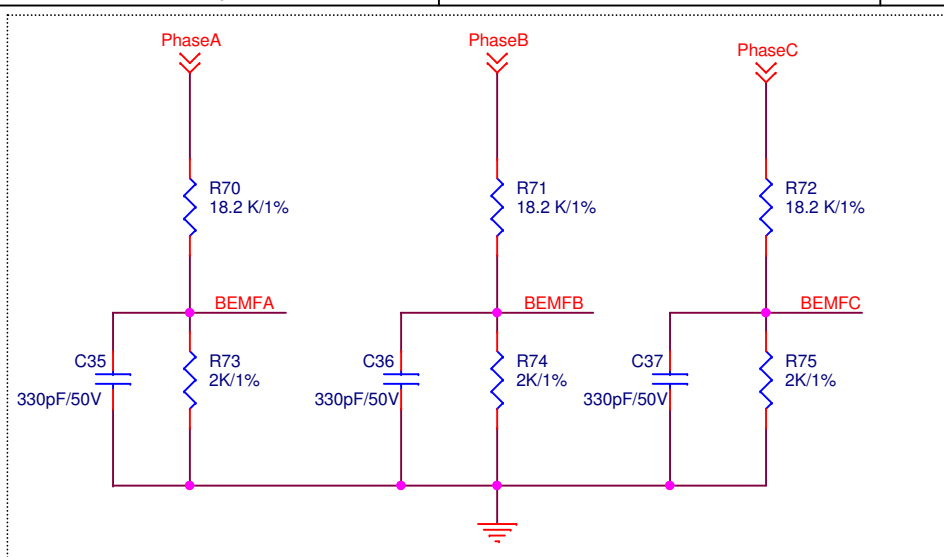 PhaseA
PhaseB
PhaseC
R70
18.2 K/1%
R71
18.2 K/1%
R72
18.2 K/1%
BEMFA
BEMFB
BEMFC
C35
330pF/50V
R73
2K/1%
C36
330pF/50V
R74
2K/1%
C37
330pF/50V
R75
2K/1%